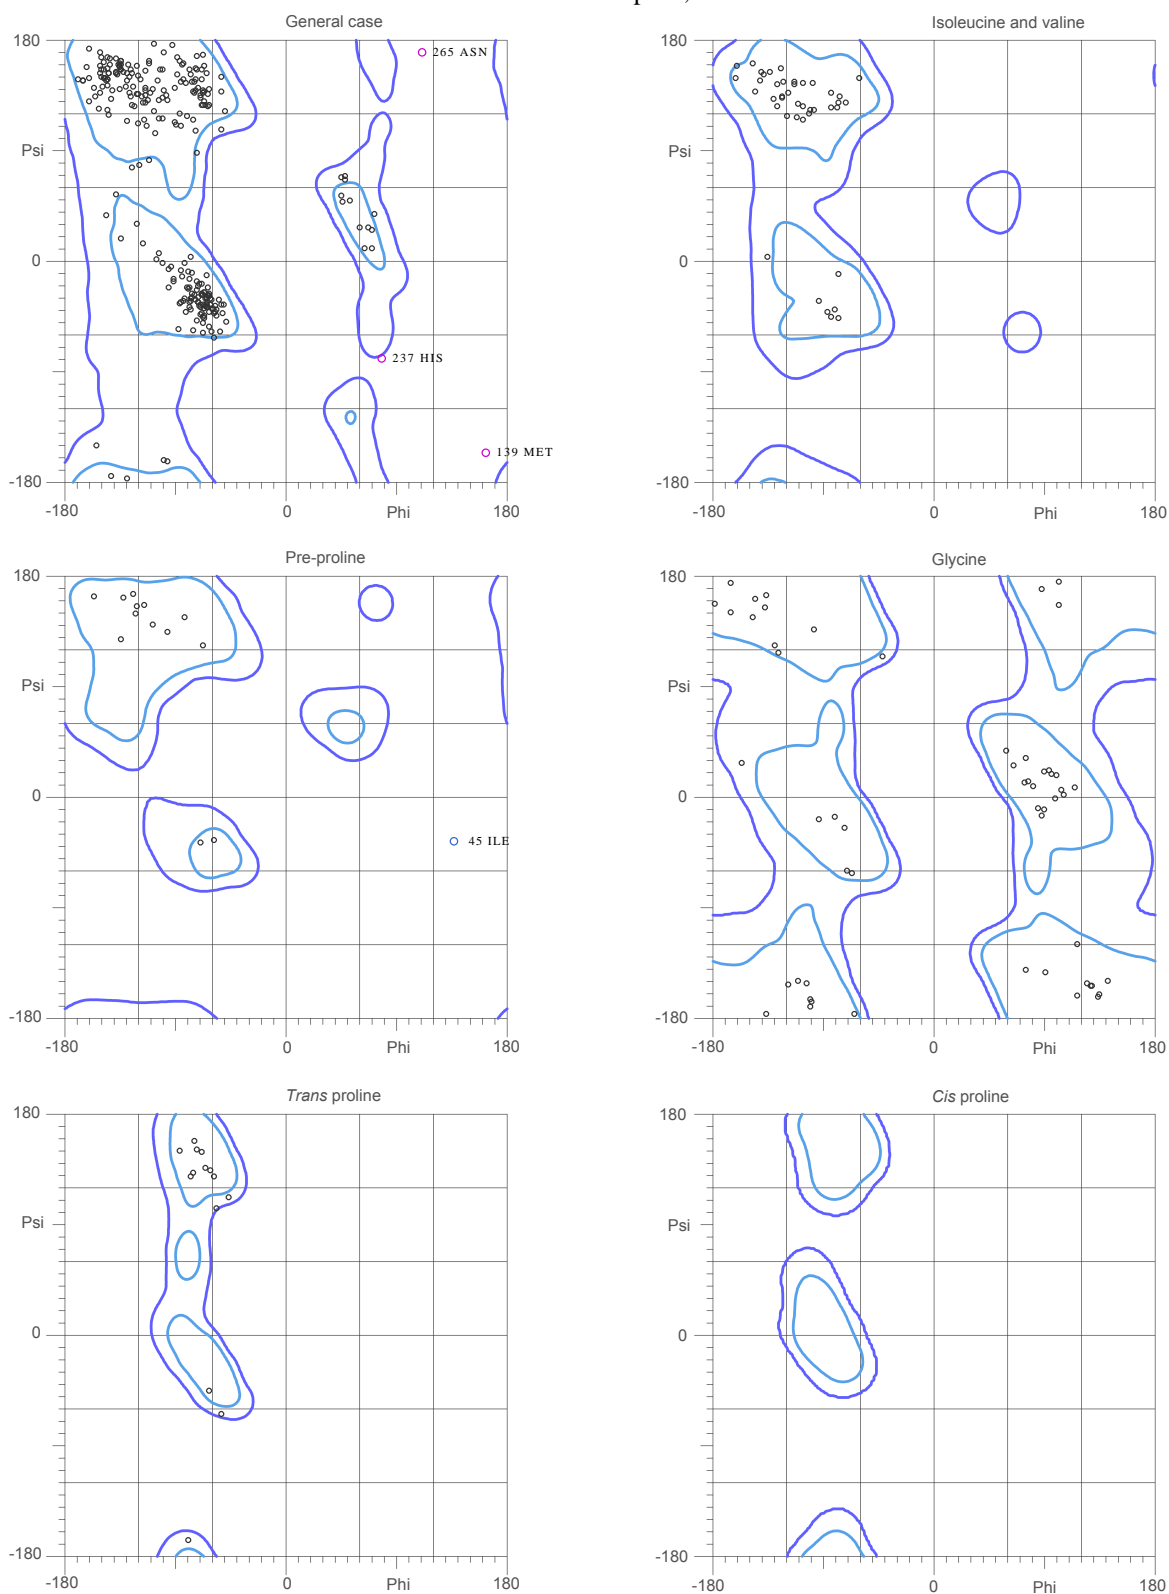 General case
180
Psi
0
-180
-180
0
Phi
180
265 ASN
237 HIS
139 MET
Isoleucine and valine
180
Psi
0
-180
-180
0
Phi
180
Pre-proline
180
Psi
0
-180
-180
0
Phi
180
45 ILE
Glycine
180
Psi
0
-180
-180
0
Phi
180
Trans proline
180
Psi
0
-180
-180
0
Phi
180
Cis proline
180
Psi
0
-180
-180
0
Phi
180